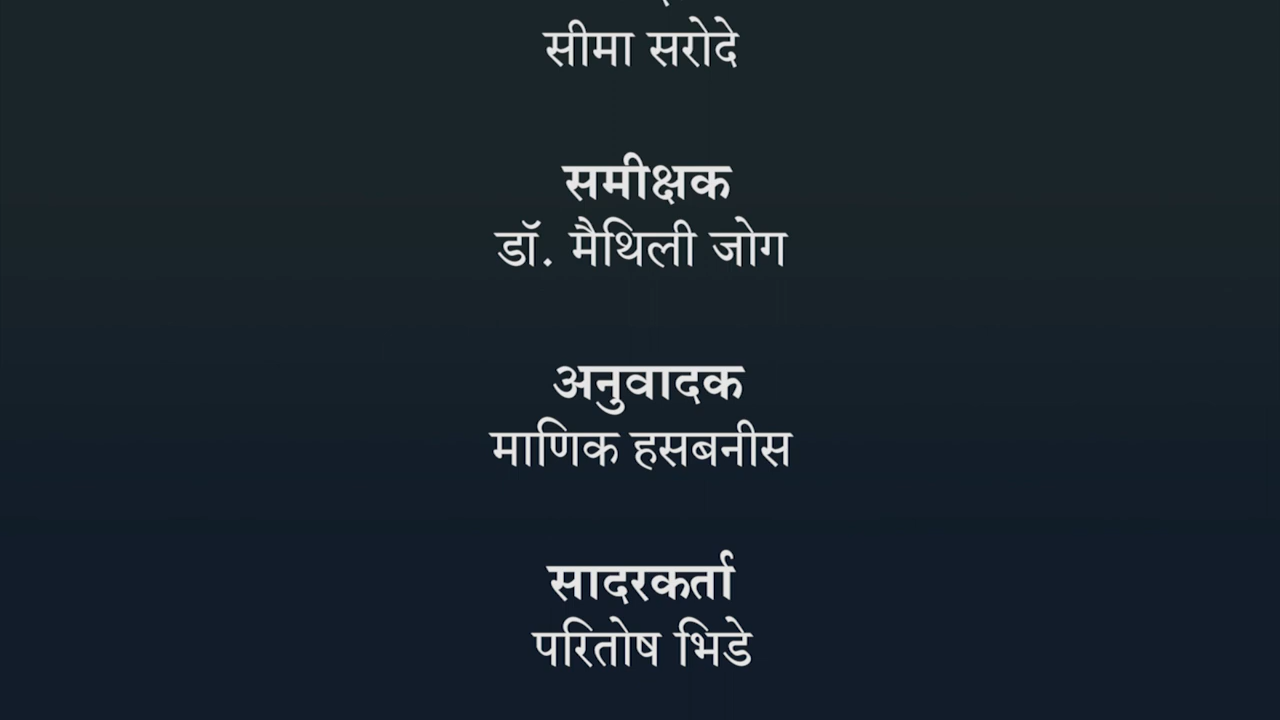 सीमा सरोदे
समीक्षक
डॉ. मैथिली जोग
अनुवादक
माणिक हसबनीस
सादरकर्ता
परितोष भिडे